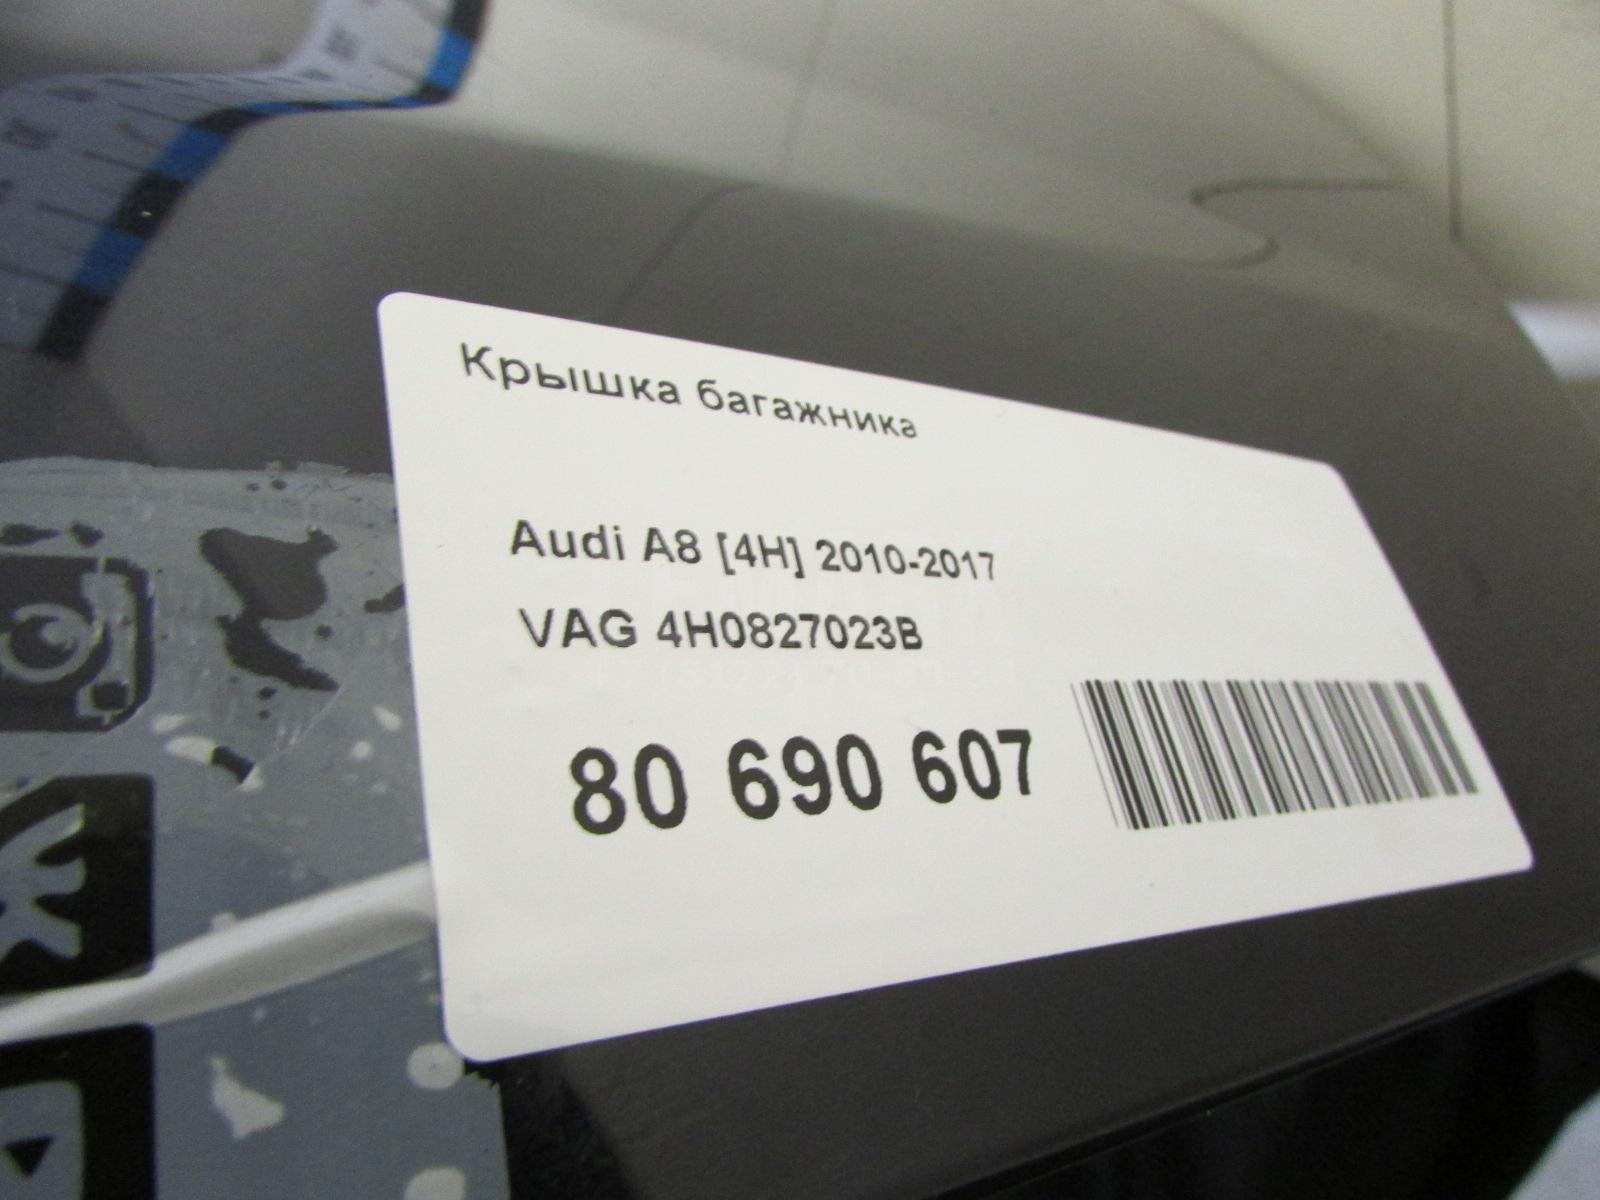 Крышка багажника
Audi A8 [4H] 2010-2017
VAG 4H0827023B
80 690 607